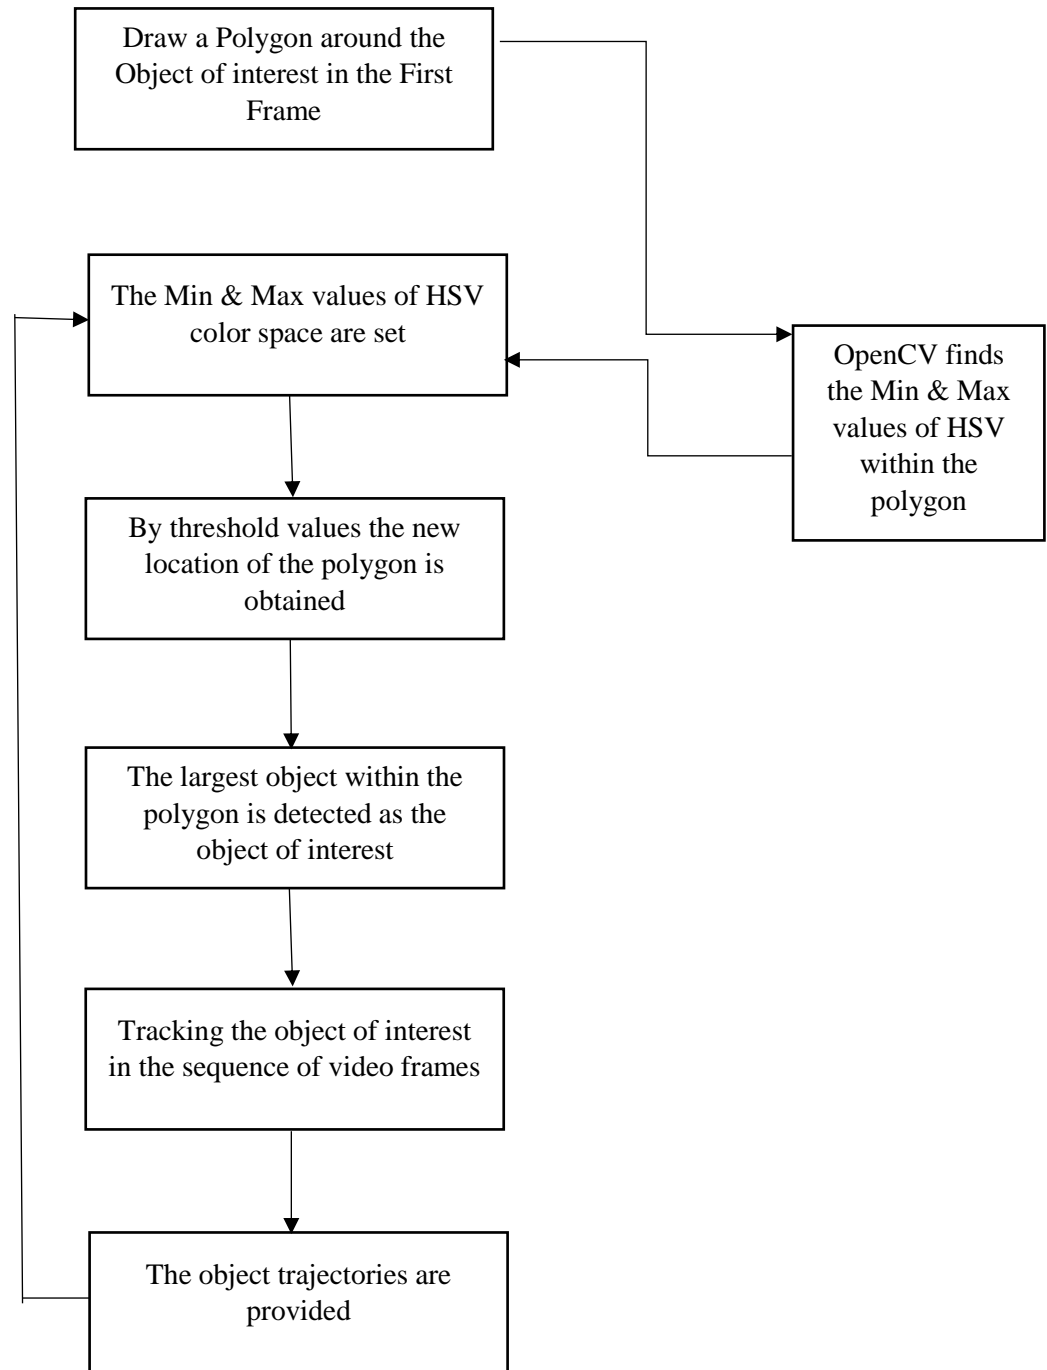 Draw a Polygon around the
Object of interest in the First
Frame
The Min & Max values of HSV
color space are set
OpenCV finds
the Min & Max
values of HSV
within the
polygon
By threshold values the new
location of the polygon is
obtained
The largest object within the
polygon is detected as the
object of interest
Tracking the object of interest
in the sequence of video frames
The object trajectories are
provided